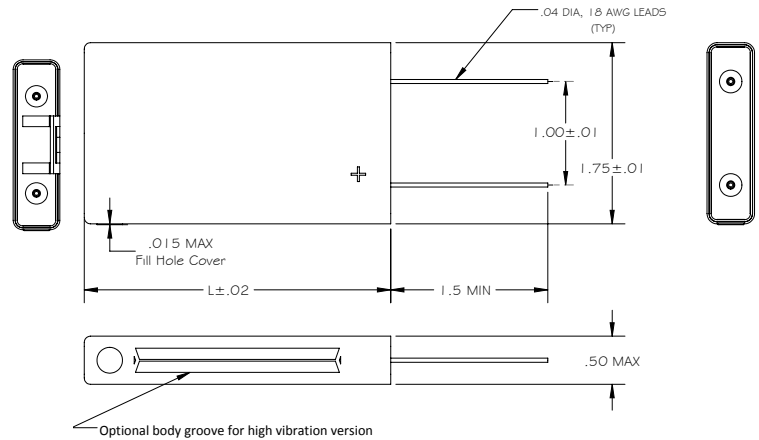 .04 DIA, 18 AWG LEADS
(TYP)
1.00±.01
1.75±.01
+
.015 MAX
Fill Hole Cover
L±.02
1.5 MIN
.50 MAX
Optional body groove for high vibration version